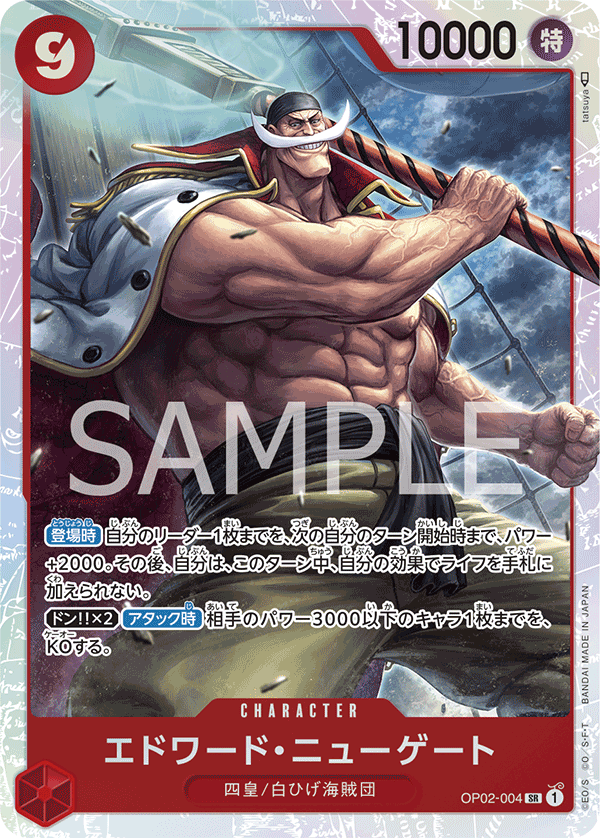 9
10000
特
tatsuya
SAMPLE
登場時 自分のリーダー1枚までを、次の自分のターン開始時まで、パワー
+2000。その後、自分は、このターン中、自分の効果でライフを手札に
加えられない。
ドン!!×2 アタック時 相手のパワー3000以下のキャラ1枚までを、
KOする。
CHARACTER
エドワード・ニューゲート
四皇/白ひげ海賊団
OP02-004 SR 1
©E.O/S ©O/S・F・T BANDAI MADE IN JAPAN